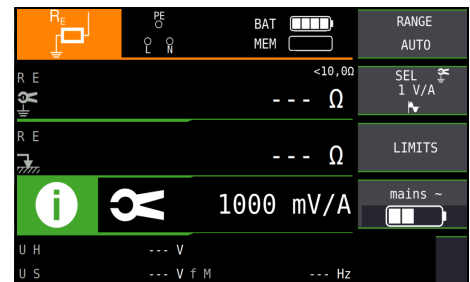 RE
PE
L N
BAT
MEM
RANGE
AUTO
R E
<10,0Ω
--- Ω
SEL
1 V/A
R E
--- Ω
LIMITS
i
1000 mV/A
mains ~
U H --- V
U S --- V f M --- Hz